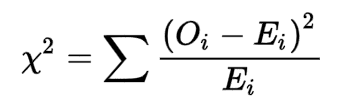 χ² = ∑ (Oᵢ − Eᵢ)² / Eᵢ